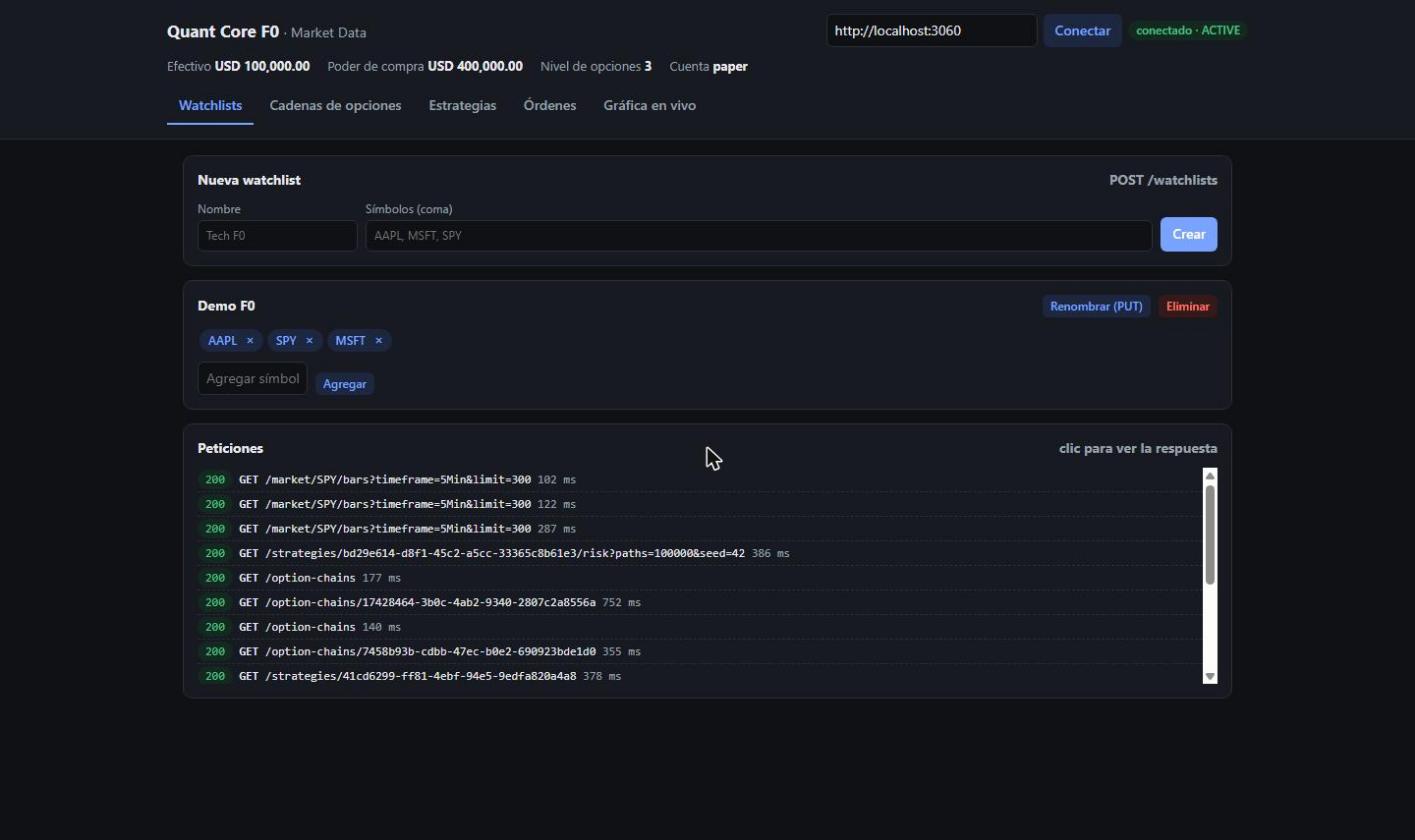 Quant Core F0 · Market Data
http://localhost:3060
Conectar
conectado · ACTIVE
Efectivo USD 100,000.00 Poder de compra USD 400,000.00 Nivel de opciones 3 Cuenta paper
Watchlists Cadenas de opciones Estrategias Órdenes Gráfica en vivo
Nueva watchlist
POST /watchlists
Nombre
Símbolos (coma)
Tech F0
AAPL, MSFT, SPY
Crear
Demo F0
Renombrar (PUT)
Eliminar
AAPL × SPY × MSFT ×
Agregar símbol
Agregar
Peticiones
clic para ver la respuesta
200 GET /market/SPY/bars?timeframe=5Min&limit=300 102 ms
200 GET /market/SPY/bars?timeframe=5Min&limit=300 122 ms
200 GET /market/SPY/bars?timeframe=5Min&limit=300 287 ms
200 GET /strategies/bd29e614-d8f1-45c2-a5cc-33365c8b61e3/risk?paths=100000&seed=42 386 ms
200 GET /option-chains 177 ms
200 GET /option-chains/17428464-3b0c-4ab2-9340-2807c2a8556a 752 ms
200 GET /option-chains 140 ms
200 GET /option-chains/7458b93b-cdbb-47ec-b0e2-690923bde1d0 355 ms
200 GET /strategies/41cd6299-ff81-4ebf-94e5-9edfa820a4a8 378 ms